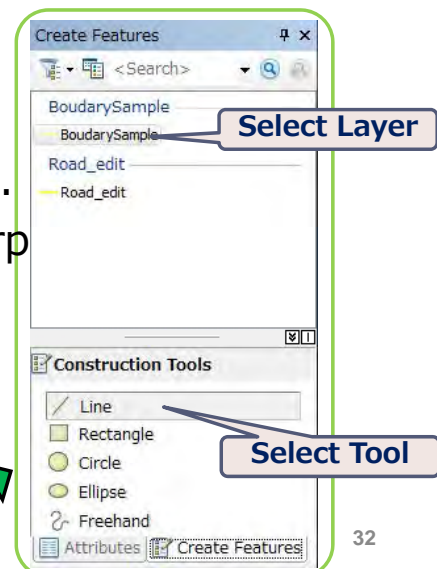 Create Features
<Search>
BoudarySample
BoudarySample
Select Layer
Road_edit
.
Road_edit
rp
Construction Tools
Line
Rectangle
Select Tool
Circle
Ellipse
Freehand
Attributes Create Features
32